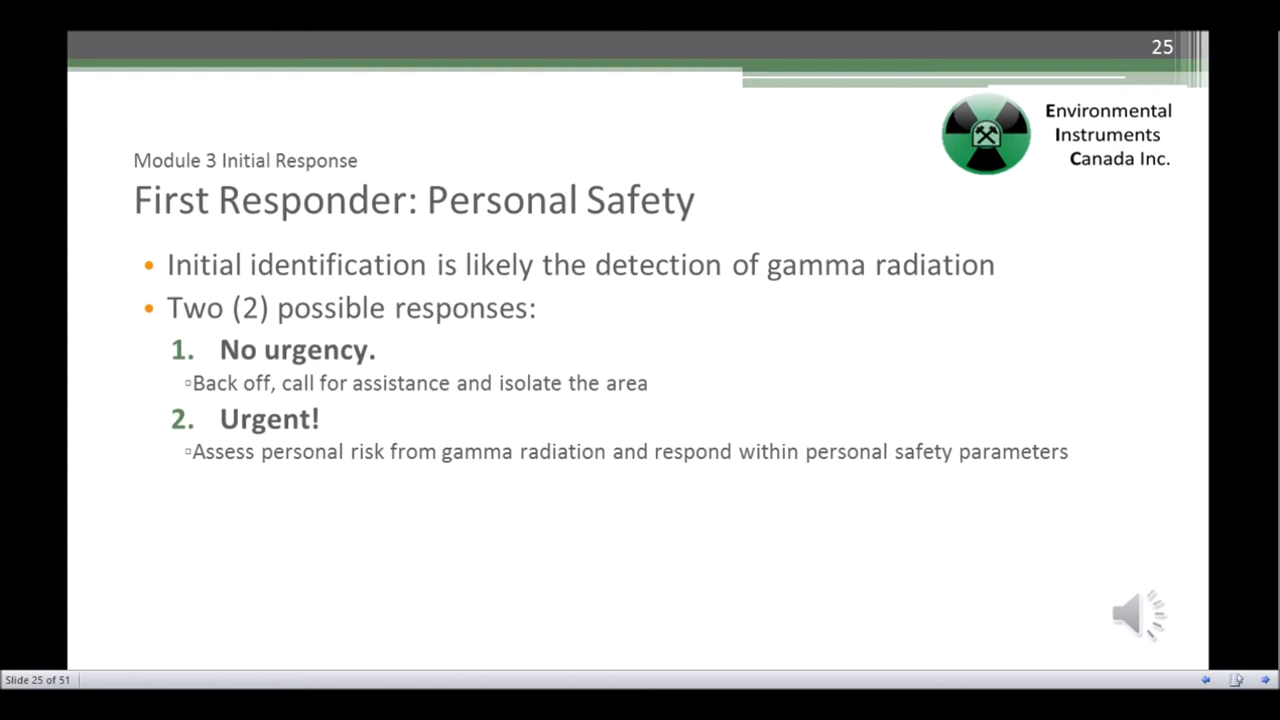 25
Environmental
Instruments
Canada Inc.
Module 3 Initial Response
First Responder: Personal Safety
• Initial identification is likely the detection of gamma radiation
• Two (2) possible responses:
1. No urgency.
▫Back off, call for assistance and isolate the area
2. Urgent!
▫Assess personal risk from gamma radiation and respond within personal safety parameters
Slide 25 of 51